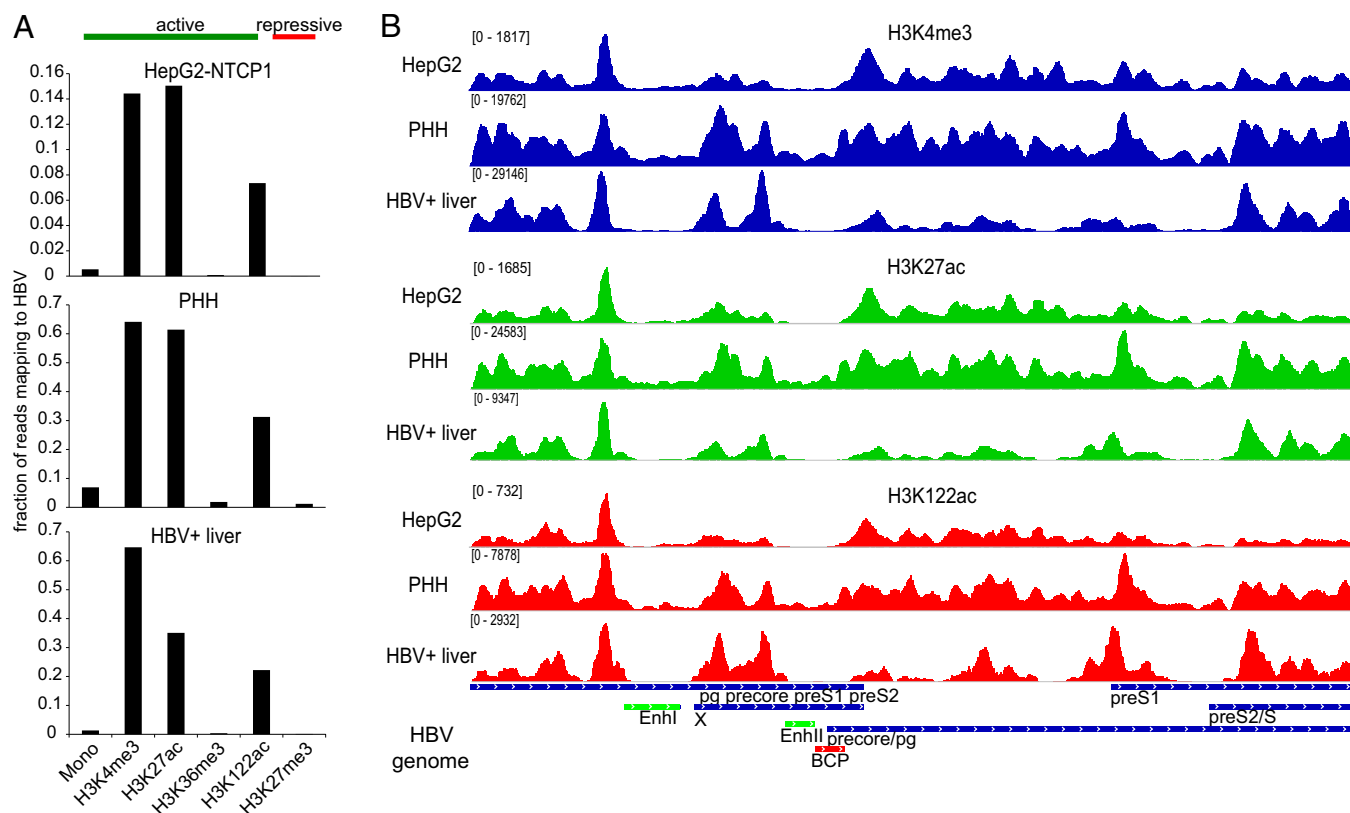 A
active
repressive
fraction of reads mapping to HBV
HepG2-NTCP1
0.16
0.14
0.12
0.10
0.08
0.06
0.04
0.02
0
PHH
0.7
0.6
0.5
0.4
0.3
0.2
0.1
0
HBV+ liver
0.7
0.6
0.5
0.4
0.3
0.2
0.1
0
Mono
H3K4me3
H3K27ac
H3K36me3
H3K122ac
H3K27me3
B
H3K4me3
HepG2
[0 - 1817]
PHH
[0 - 19762]
HBV+ liver
[0 - 29146]
H3K27ac
HepG2
[0 - 1685]
PHH
[0 - 24583]
HBV+ liver
[0 - 9347]
H3K122ac
HepG2
[0 - 732]
PHH
[0 - 7878]
HBV+ liver
[0 - 2932]
HBV
genome
pg precore preS1 preS2
preS1
EnhI
X
preS2/S
EnhII
precore/pg
BCP